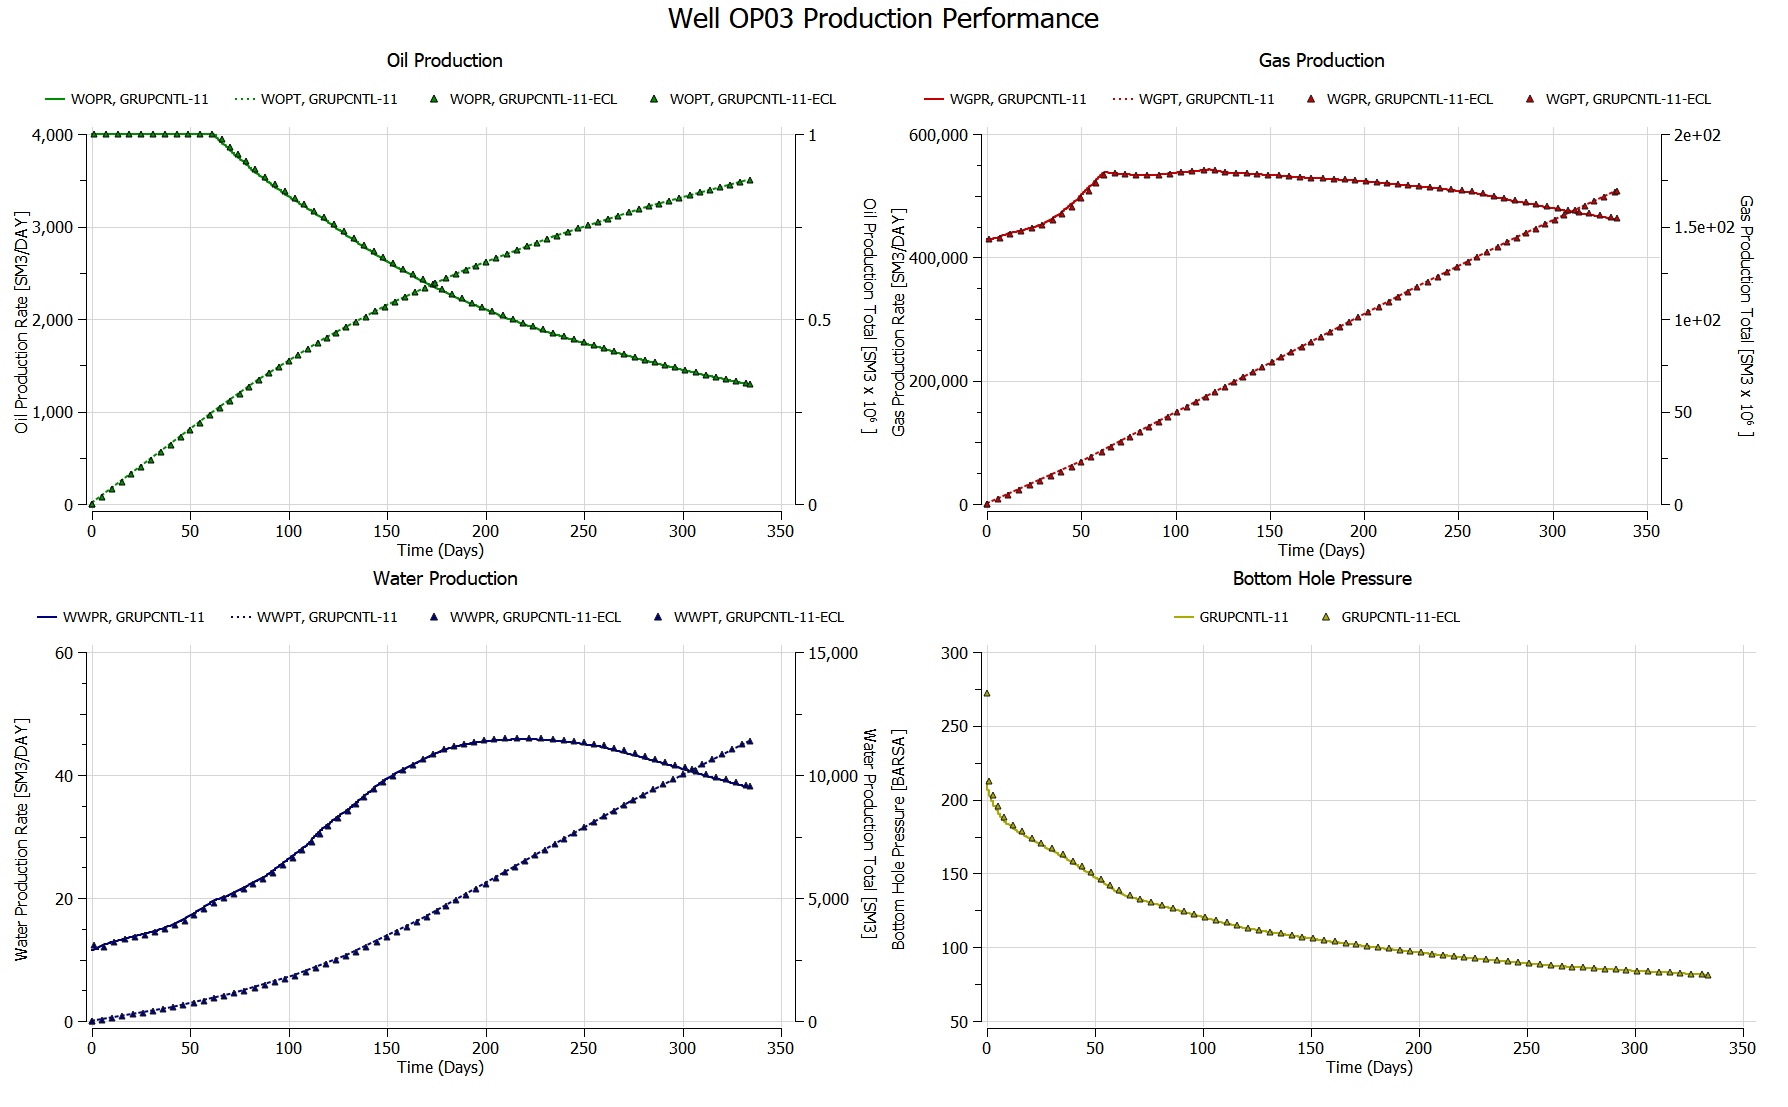 Well OP03 Production Performance
Oil Production
WOPR, GRUPCNTL-11 WOPT, GRUPCNTL-11 WOPR, GRUPCNTL-11-ECL WOPT, GRUPCNTL-11-ECL
4,000
3,000
2,000
1,000
0
Oil Production Rate [SM3/DAY]
1
0.5
0
Oil Production Total [SM3 x 10⁶ ]
0 50 100 150 200 250 300 350
Time (Days)
Gas Production
WGPR, GRUPCNTL-11 WGPT, GRUPCNTL-11 WGPR, GRUPCNTL-11-ECL WGPT, GRUPCNTL-11-ECL
600,000
400,000
200,000
0
Gas Production Rate [SM3/DAY]
2e+02
1.5e+02
1e+02
50
0
Gas Production Total [SM3 x 10⁶ ]
0 50 100 150 200 250 300 350
Time (Days)
Water Production
WWPR, GRUPCNTL-11 WWPT, GRUPCNTL-11 WWPR, GRUPCNTL-11-ECL WWPT, GRUPCNTL-11-ECL
60
40
20
0
Water Production Rate [SM3/DAY]
15,000
10,000
5,000
0
Water Production Total [SM3 ]
0 50 100 150 200 250 300 350
Time (Days)
Bottom Hole Pressure
GRUPCNTL-11 GRUPCNTL-11-ECL
300
250
200
150
100
50
Bottom Hole Pressure [BARSA]
0 50 100 150 200 250 300 350
Time (Days)